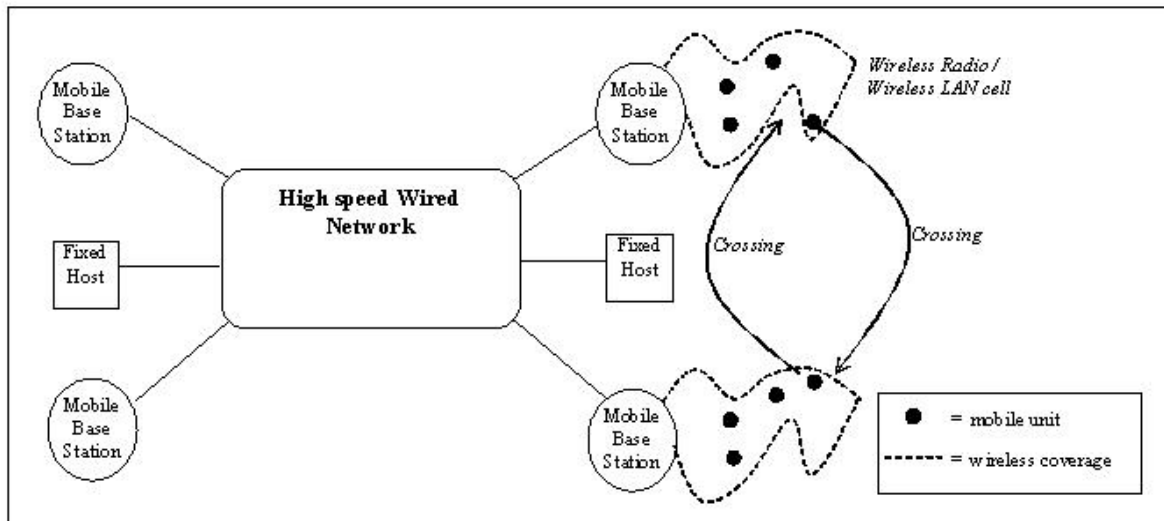 Mobile
Base
Station
Mobile
Base
Station
Wireless Radio /
Wireless LAN cell
High speed Wired
Network
Fixed
Host
Fixed
Host
Crossing
Crossing
Mobile
Base
Station
Mobile
Base
Station
= mobile unit
= wireless coverage